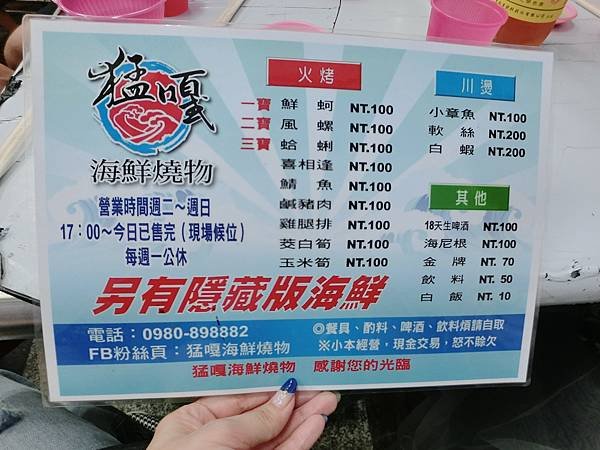 猛嘎
海鮮燒物
營業時間週二～週日
17：00～今日已售完(現場候位)
每週一公休
火烤
一寶 鮮蚵 NT.100
二寶 風螺 NT.100
三寶 蛤蜊 NT.100
喜相逢 NT.100
鯖魚 NT.100
鹹豬肉 NT.100
雞腿排 NT.100
茭白筍 NT.100
玉米筍 NT.100
川燙
小章魚 NT.100
軟絲 NT.200
白蝦 NT.200
其他
18天生啤酒 NT.100
海尼根 NT.100
金牌 NT. 70
飲料 NT. 50
白飯 NT. 10
另有隱藏版海鮮
電話：0980-898882
FB粉絲頁：猛嘎海鮮燒物
◎餐具、酌料、啤酒、飲料煩請自取
※小本經營，現金交易，恕不賒欠
猛嘎海鮮燒物 感謝您的光臨